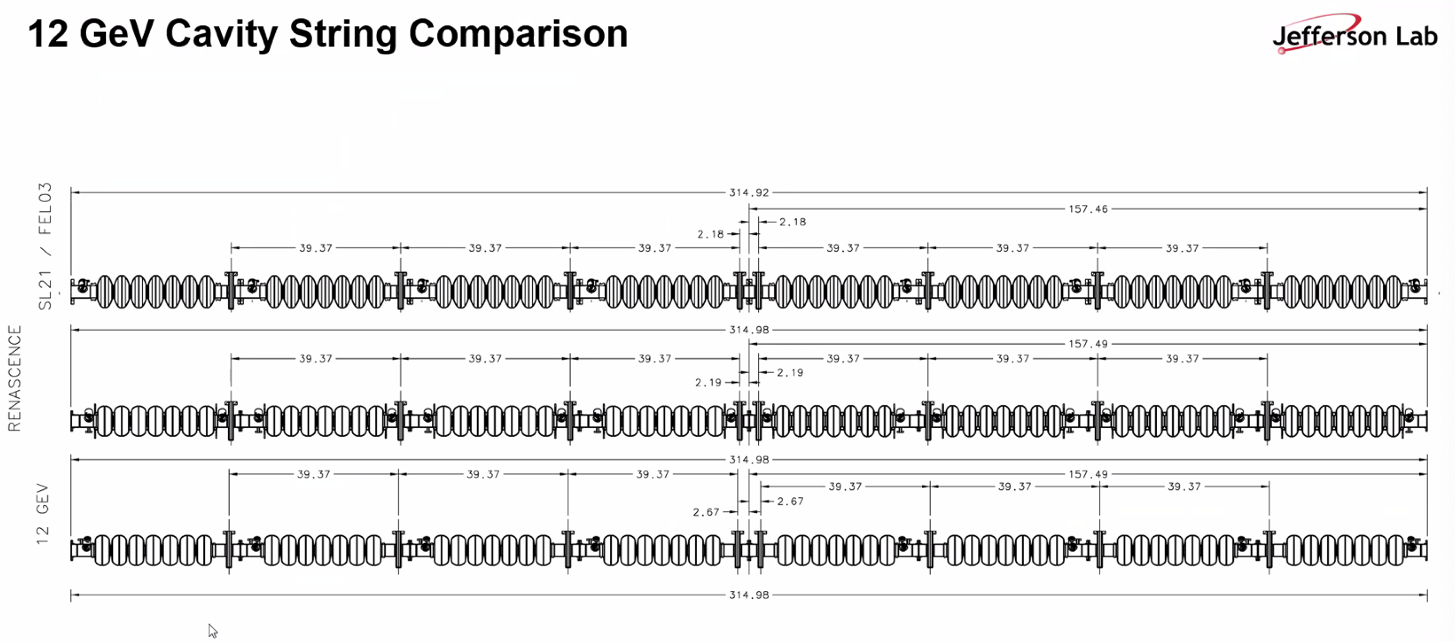 12 GeV Cavity String Comparison
Jefferson Lab
SL21 / FEL03
314.92
157.46
2.18
2.18
39.37 39.37 39.37 39.37 39.37 39.37
RENASCENCE
314.98
157.49
39.37 39.37 39.37 39.37 39.37 39.37
2.19
2.19
12 GEV
314.98
39.37 39.37 39.37 157.49
39.37 39.37 39.37
2.67
2.67
314.98